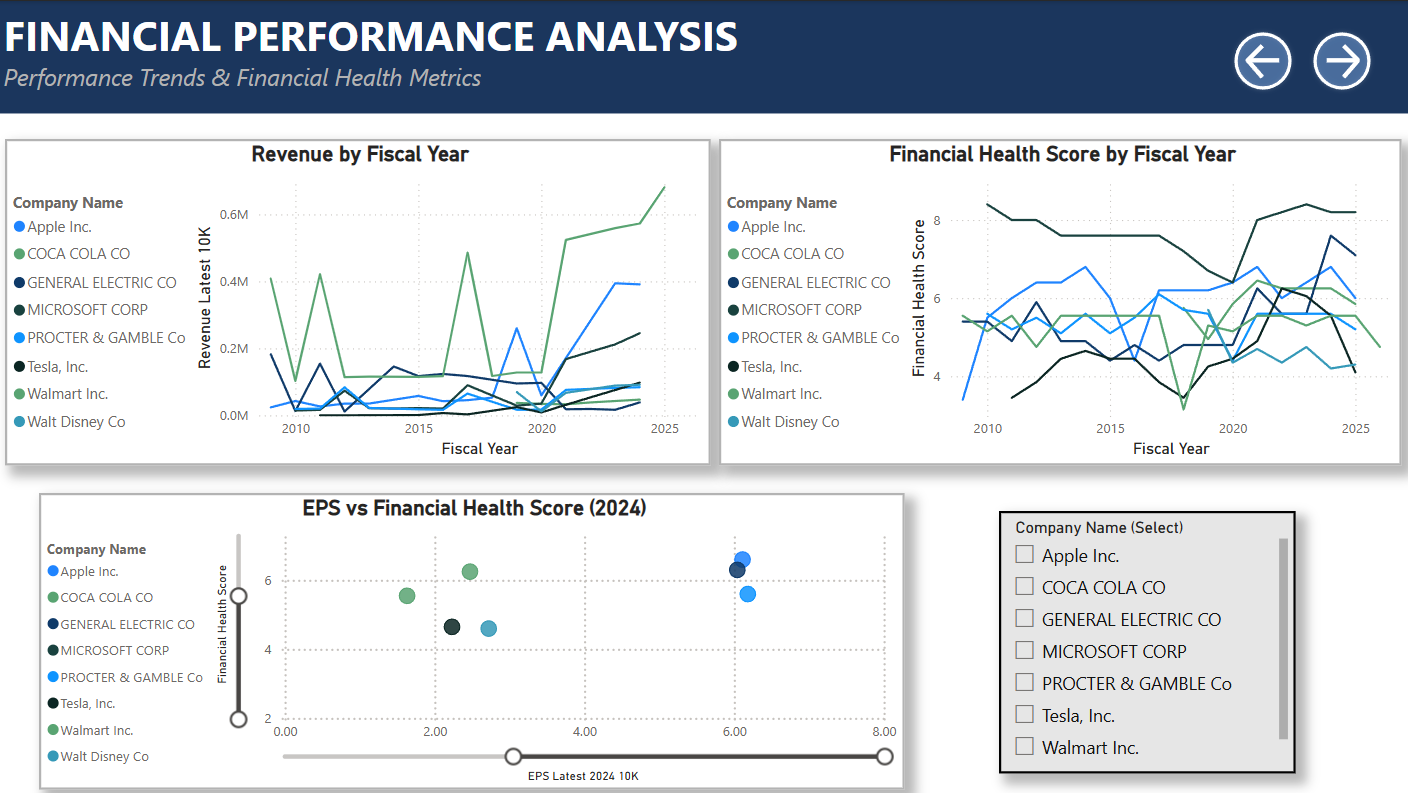 FINANCIAL PERFORMANCE ANALYSIS
Performance Trends & Financial Health Metrics
Revenue by Fiscal Year
Company Name
Apple Inc.
COCA COLA CO
GENERAL ELECTRIC CO
MICROSOFT CORP
PROCTER & GAMBLE Co
Tesla, Inc.
Walmart Inc.
Walt Disney Co
Revenue Latest 10K
0.6M
0.4M
0.2M
0.0M
2010 2015 2020 2025
Fiscal Year
Financial Health Score by Fiscal Year
Company Name
Apple Inc.
COCA COLA CO
GENERAL ELECTRIC CO
MICROSOFT CORP
PROCTER & GAMBLE Co
Tesla, Inc.
Walmart Inc.
Walt Disney Co
Financial Health Score
8
6
4
2010 2015 2020 2025
Fiscal Year
EPS vs Financial Health Score (2024)
Company Name
Apple Inc.
COCA COLA CO
GENERAL ELECTRIC CO
MICROSOFT CORP
PROCTER & GAMBLE Co
Tesla, Inc.
Walmart Inc.
Walt Disney Co
Financial Health Score
6
4
2
0.00 2.00 4.00 6.00 8.00
EPS Latest 2024 10K
Company Name (Select)
Apple Inc.
COCA COLA CO
GENERAL ELECTRIC CO
MICROSOFT CORP
PROCTER & GAMBLE Co
Tesla, Inc.
Walmart Inc.